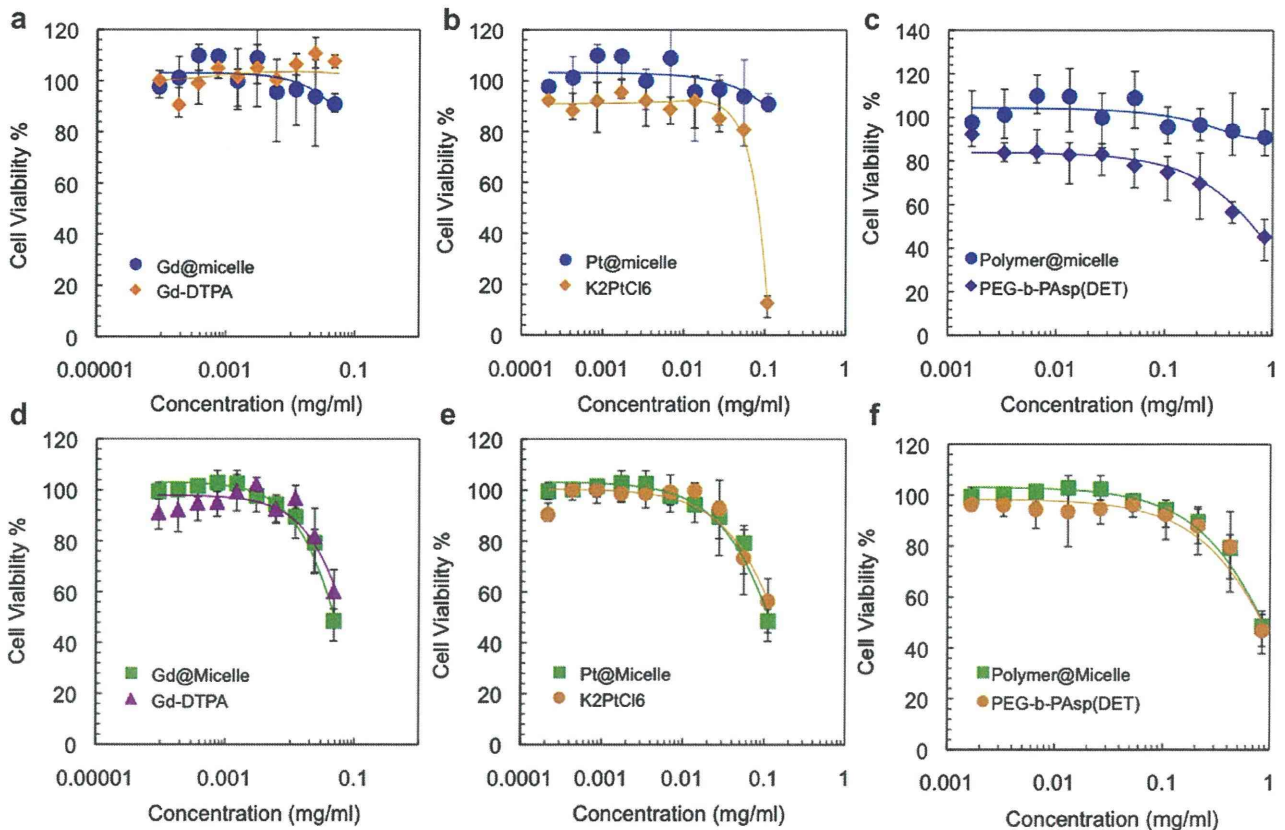 a
120
100
80
60
40
20
0
Cell Vialbility %
Gd@micelle
Gd-DTPA
0.00001
0.001
0.1
Concentration (mg/ml)
b
120
100
80
60
40
20
0
Cell Vialbility %
Pt@micelle
K2PtCl6
0.0001
0.001
0.01
0.1
1
Concentration (mg/ml)
c
140
120
100
80
60
40
20
0
Cell Vialbility %
Polymer@micelle
PEG-b-PAsp(DET)
0.001
0.01
0.1
1
Concentration (mg/ml)
d
120
100
80
60
40
20
0
Cell Vialbility %
Gd@Micelle
Gd-DTPA
0.00001
0.001
0.1
Concentration (mg/ml)
e
120
100
80
60
40
20
0
Cell Vialbility %
Pt@Micelle
K2PtCl6
0.0001
0.001
0.01
0.1
1
Concentration (mg/ml)
f
120
100
80
60
40
20
0
Cell Vialbility %
Polymer@Micelle
PEG-b-PAsp(DET)
0.001
0.01
0.1
1
Concentration (mg/ml)